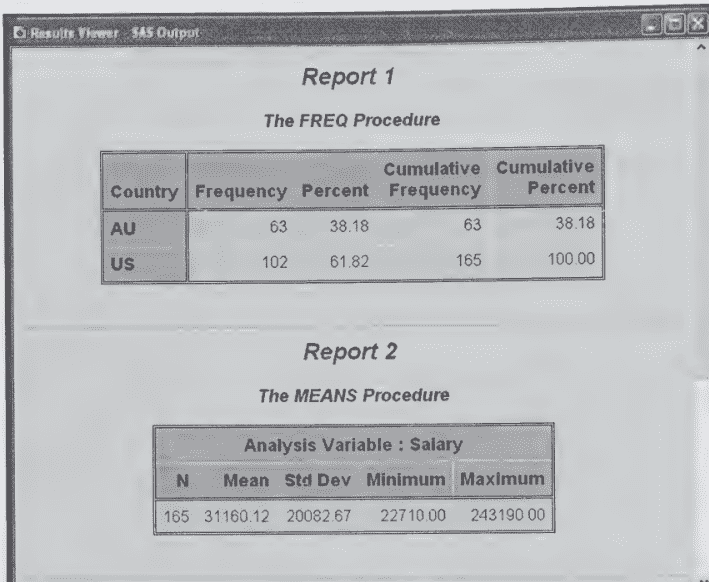 Results Viewer SAS Output
Report 1
The FREQ Procedure
Country Frequency Percent Cumulative Frequency Cumulative Percent
AU 63 38.18 63 38.18
US 102 61.82 165 100.00
Report 2
The MEANS Procedure
Analysis Variable : Salary
N Mean Std Dev Minimum Maximum
165 31160.12 20082.67 22710.00 243190.00